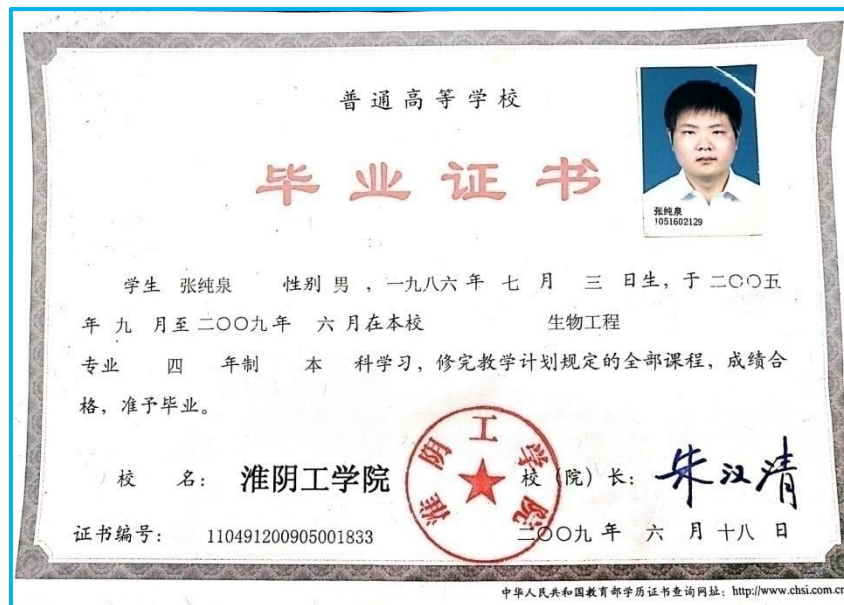 普通高等学校
毕业证书
张纯泉
1051602129
学生 张纯泉 性别 男 ，一九八六 年 七 月 三 日生，于 二〇〇五
年 九 月至 二〇〇九年 六 月在本校 生物工程
专业 四 年制 本 科学习，修完教学计划规定的全部课程，成绩合
格，准予毕业。
淮阴工学院
校 名： 淮阴工学院 校（院）长： 朱汉清
证书编号： 110491200905001833 二〇〇九 年 六 月 十八 日
中华人民共和国教育部学历证书查询网址：http://www.chsi.com.cn